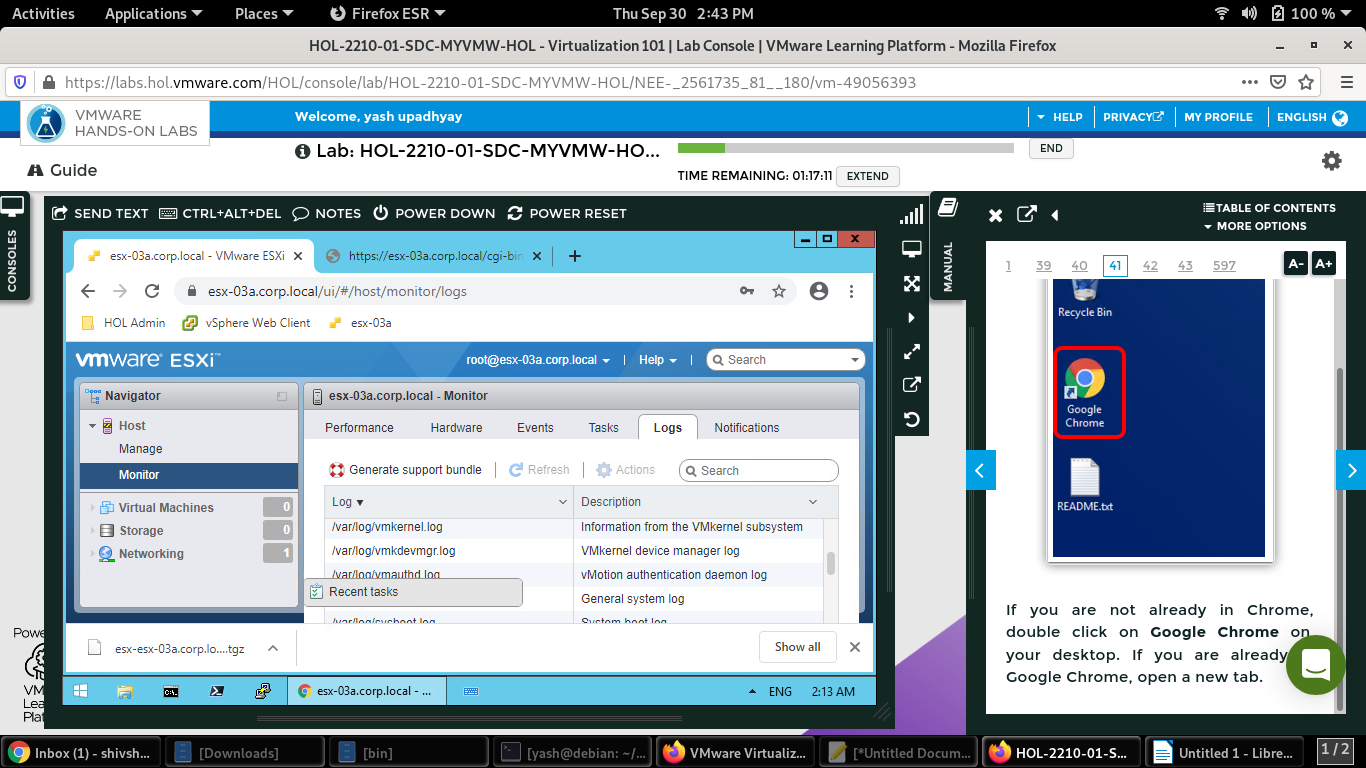 Activities Applications Places Firefox ESR Thu Sep 30 2:43 PM 100 %
HOL-2210-01-SDC-MYVMW-HOL - Virtualization 101 | Lab Console | VMware Learning Platform - Mozilla Firefox
https://labs.hol.vmware.com/HOL/console/lab/HOL-2210-01-SDC-MYVMW-HOL/NEE-_2561735_81__180/vm-49056393
VMWARE
HANDS-ON LABS
Welcome, yash upadhyay
HELP PRIVACY MY PROFILE ENGLISH
Guide
Lab: HOL-2210-01-SDC-MYVMW-HO...
END
TIME REMAINING: 01:17:11 EXTEND
CONSOLES
SEND TEXT CTRL+ALT+DEL NOTES POWER DOWN POWER RESET
esx-03a.corp.local - VMware ESXi
https://esx-03a.corp.local/cgi-bin
esx-03a.corp.local/ui/#/host/monitor/logs
HOL Admin vSphere Web Client esx-03a
vmware ESXi™
root@esx-03a.corp.local Help Search
Navigator
Host
Manage
Monitor
Virtual Machines 0
Storage 0
Networking 1
esx-03a.corp.local - Monitor
Performance Hardware Events Tasks Logs Notifications
Generate support bundle Refresh Actions Search
Log Description
/var/log/vmkernel.log Information from the VMkernel subsystem
/var/log/vmkdevmgr.log VMkernel device manager log
/var/log/vmauthd.log vMotion authentication daemon log
General system log
/var/log/sysboot.log System boot log
Recent tasks
esx-esx-03a.corp.lo....tgz
Show all
esx-03a.corp.local - ...
ENG 2:13 AM
Powe
VM
Lea
Platf
MANUAL
TABLE OF CONTENTS
MORE OPTIONS
1 39 40 41 42 43 597
A- A+
Recycle Bin
Google
Chrome
README.txt
If you are not already in Chrome,
double click on Google Chrome on
your desktop. If you are already
Google Chrome, open a new tab.
Inbox (1) - shivsh... [Downloads] [bin] [yash@debian: ~/... VMware Virtualiz... [*Untitled Docum... HOL-2210-01-S... Untitled 1 - Libre... 1 / 2